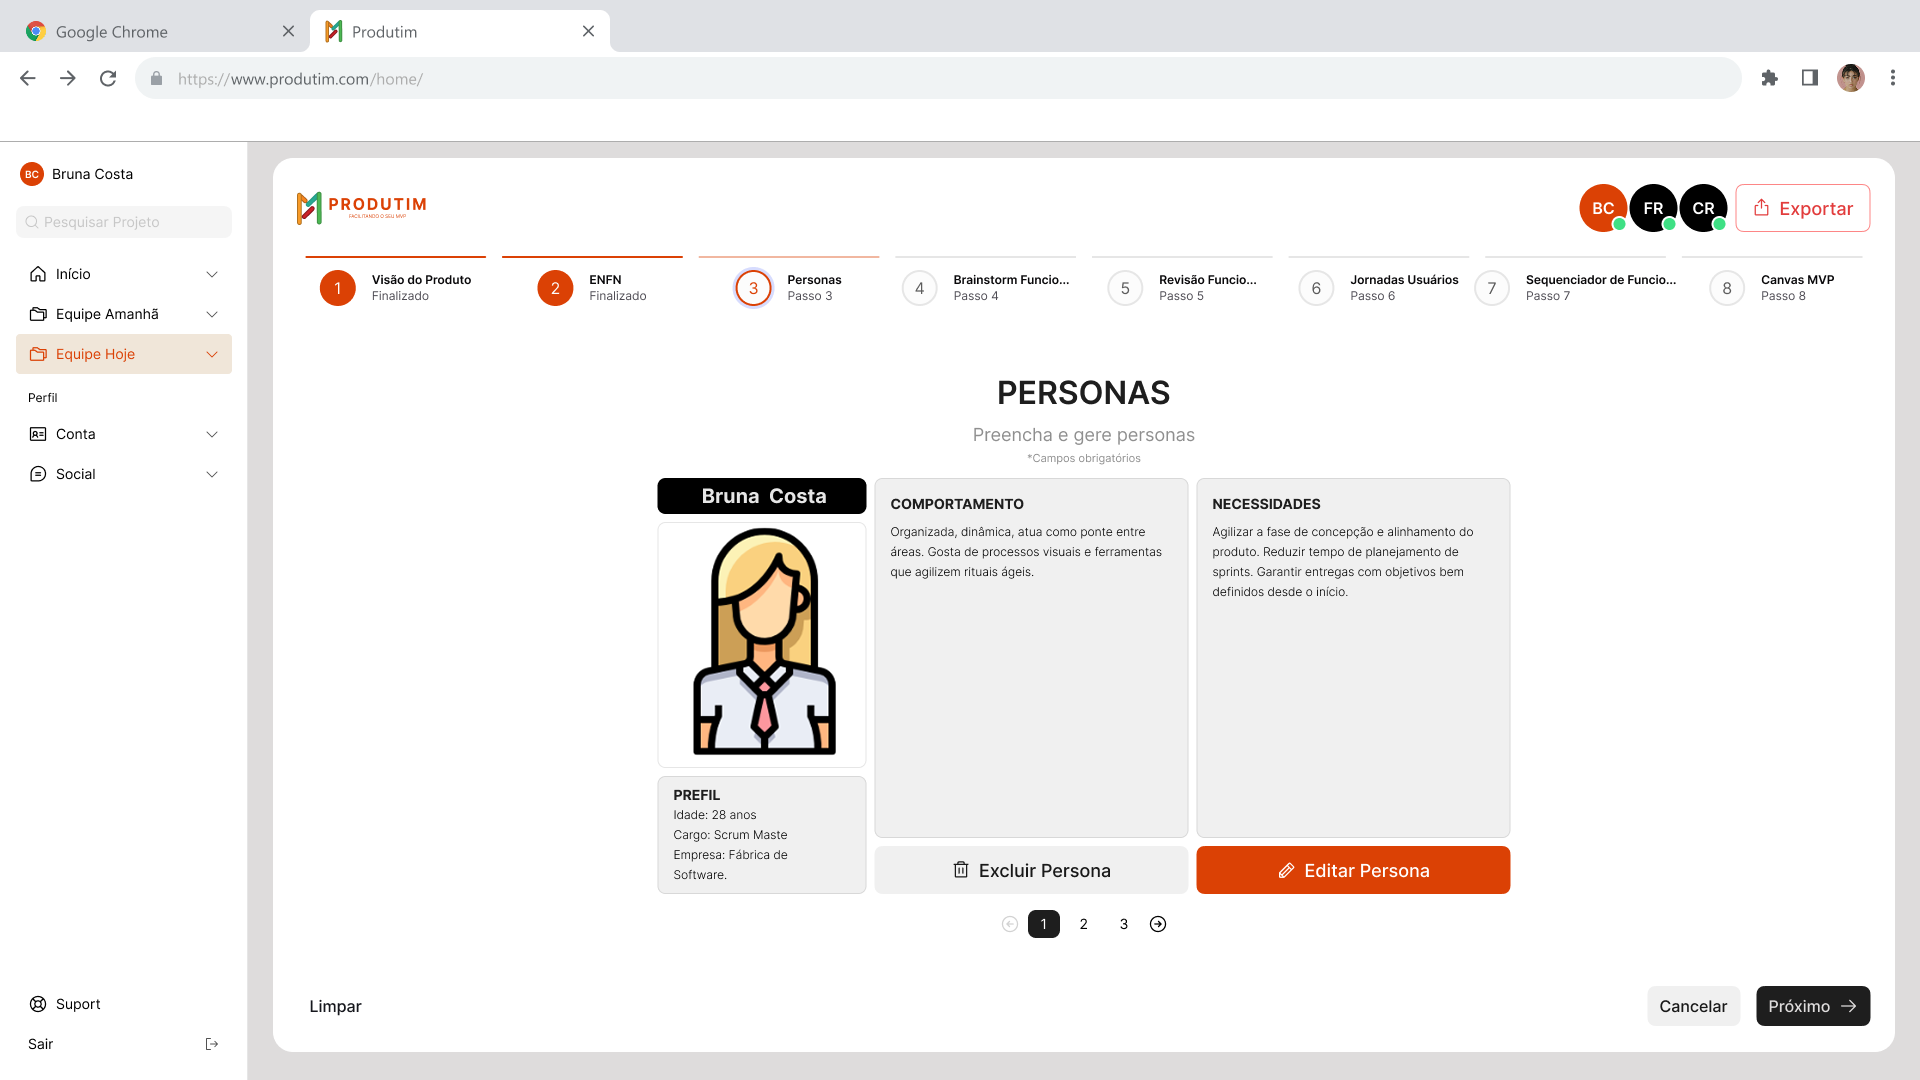 Google Chrome
Produtim
https://www.produtim.com/home/
BC Bruna Costa
Pesquisar Projeto
Início
Equipe Amanhã
Equipe Hoje
Perfil
Conta
Social
Suport
Sair
PRODUTIM
FACILITANDO O SEU MVP
BC FR CR Exportar
1 Visão do Produto
Finalizado
2 ENFN
Finalizado
3 Personas
Passo 3
4 Brainstorm Funcio...
Passo 4
5 Revisão Funcio...
Passo 5
6 Jornadas Usuários
Passo 6
7 Sequenciador de Funcio...
Passo 7
8 Canvas MVP
Passo 8
PERSONAS
Preencha e gere personas
*Campos obrigatórios
Bruna Costa
PREFIL
Idade: 28 anos
Cargo: Scrum Maste
Empresa: Fábrica de
Software.
COMPORTAMENTO
Organizada, dinâmica, atua como ponte entre
áreas. Gosta de processos visuais e ferramentas
que agilizem rituais ágeis.
NECESSIDADES
Agilizar a fase de concepção e alinhamento do
produto. Reduzir tempo de planejamento de
sprints. Garantir entregas com objetivos bem
definidos desde o início.
Excluir Persona
Editar Persona
1 2 3
Limpar
Cancelar
Próximo